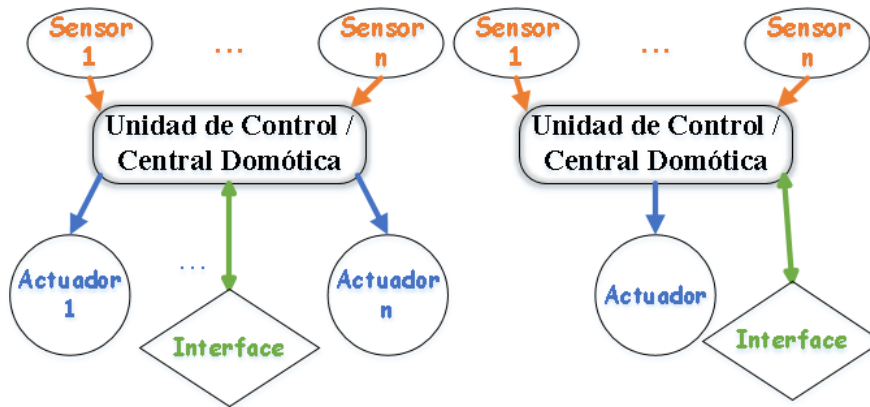 Sensor
1
...
Sensor
n
Unidad de Control /
Central Domótica
Actuador
1
...
Actuador
n
Interface
Sensor
1
...
Sensor
n
Unidad de Control /
Central Domótica
Actuador
Interface